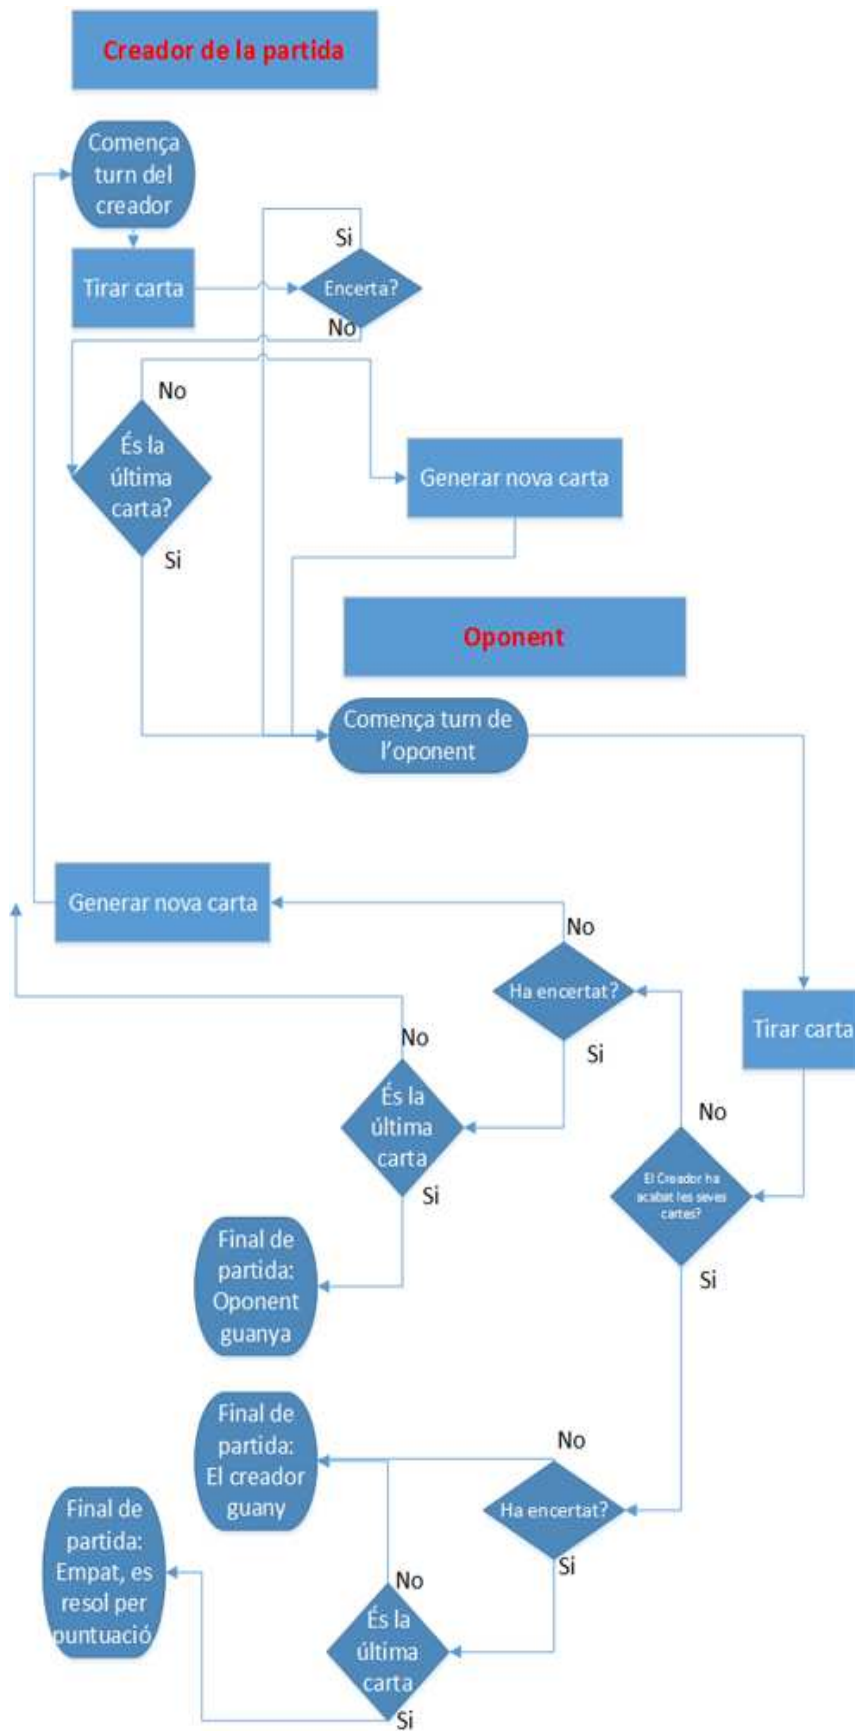 Creador de la partida
Comença
turn del
creador
Si
Tirar carta
Encerta?
No
No
És la
última
carta?
Generar nova carta
Si
Oponent
Comença turn de
l'oponent
Generar nova carta
No
Ha encertat?
Tirar carta
No
Si
És la
última
carta
No
El Creador ha
acabat les seves
cartes?
Si
Final de
partida:
Oponent
guanya
Si
Final de
partida:
El creador
guany
No
Ha encertat?
Final de
partida:
Empat, es
resol per
puntuació
Si
No
És la
última
carta
Si